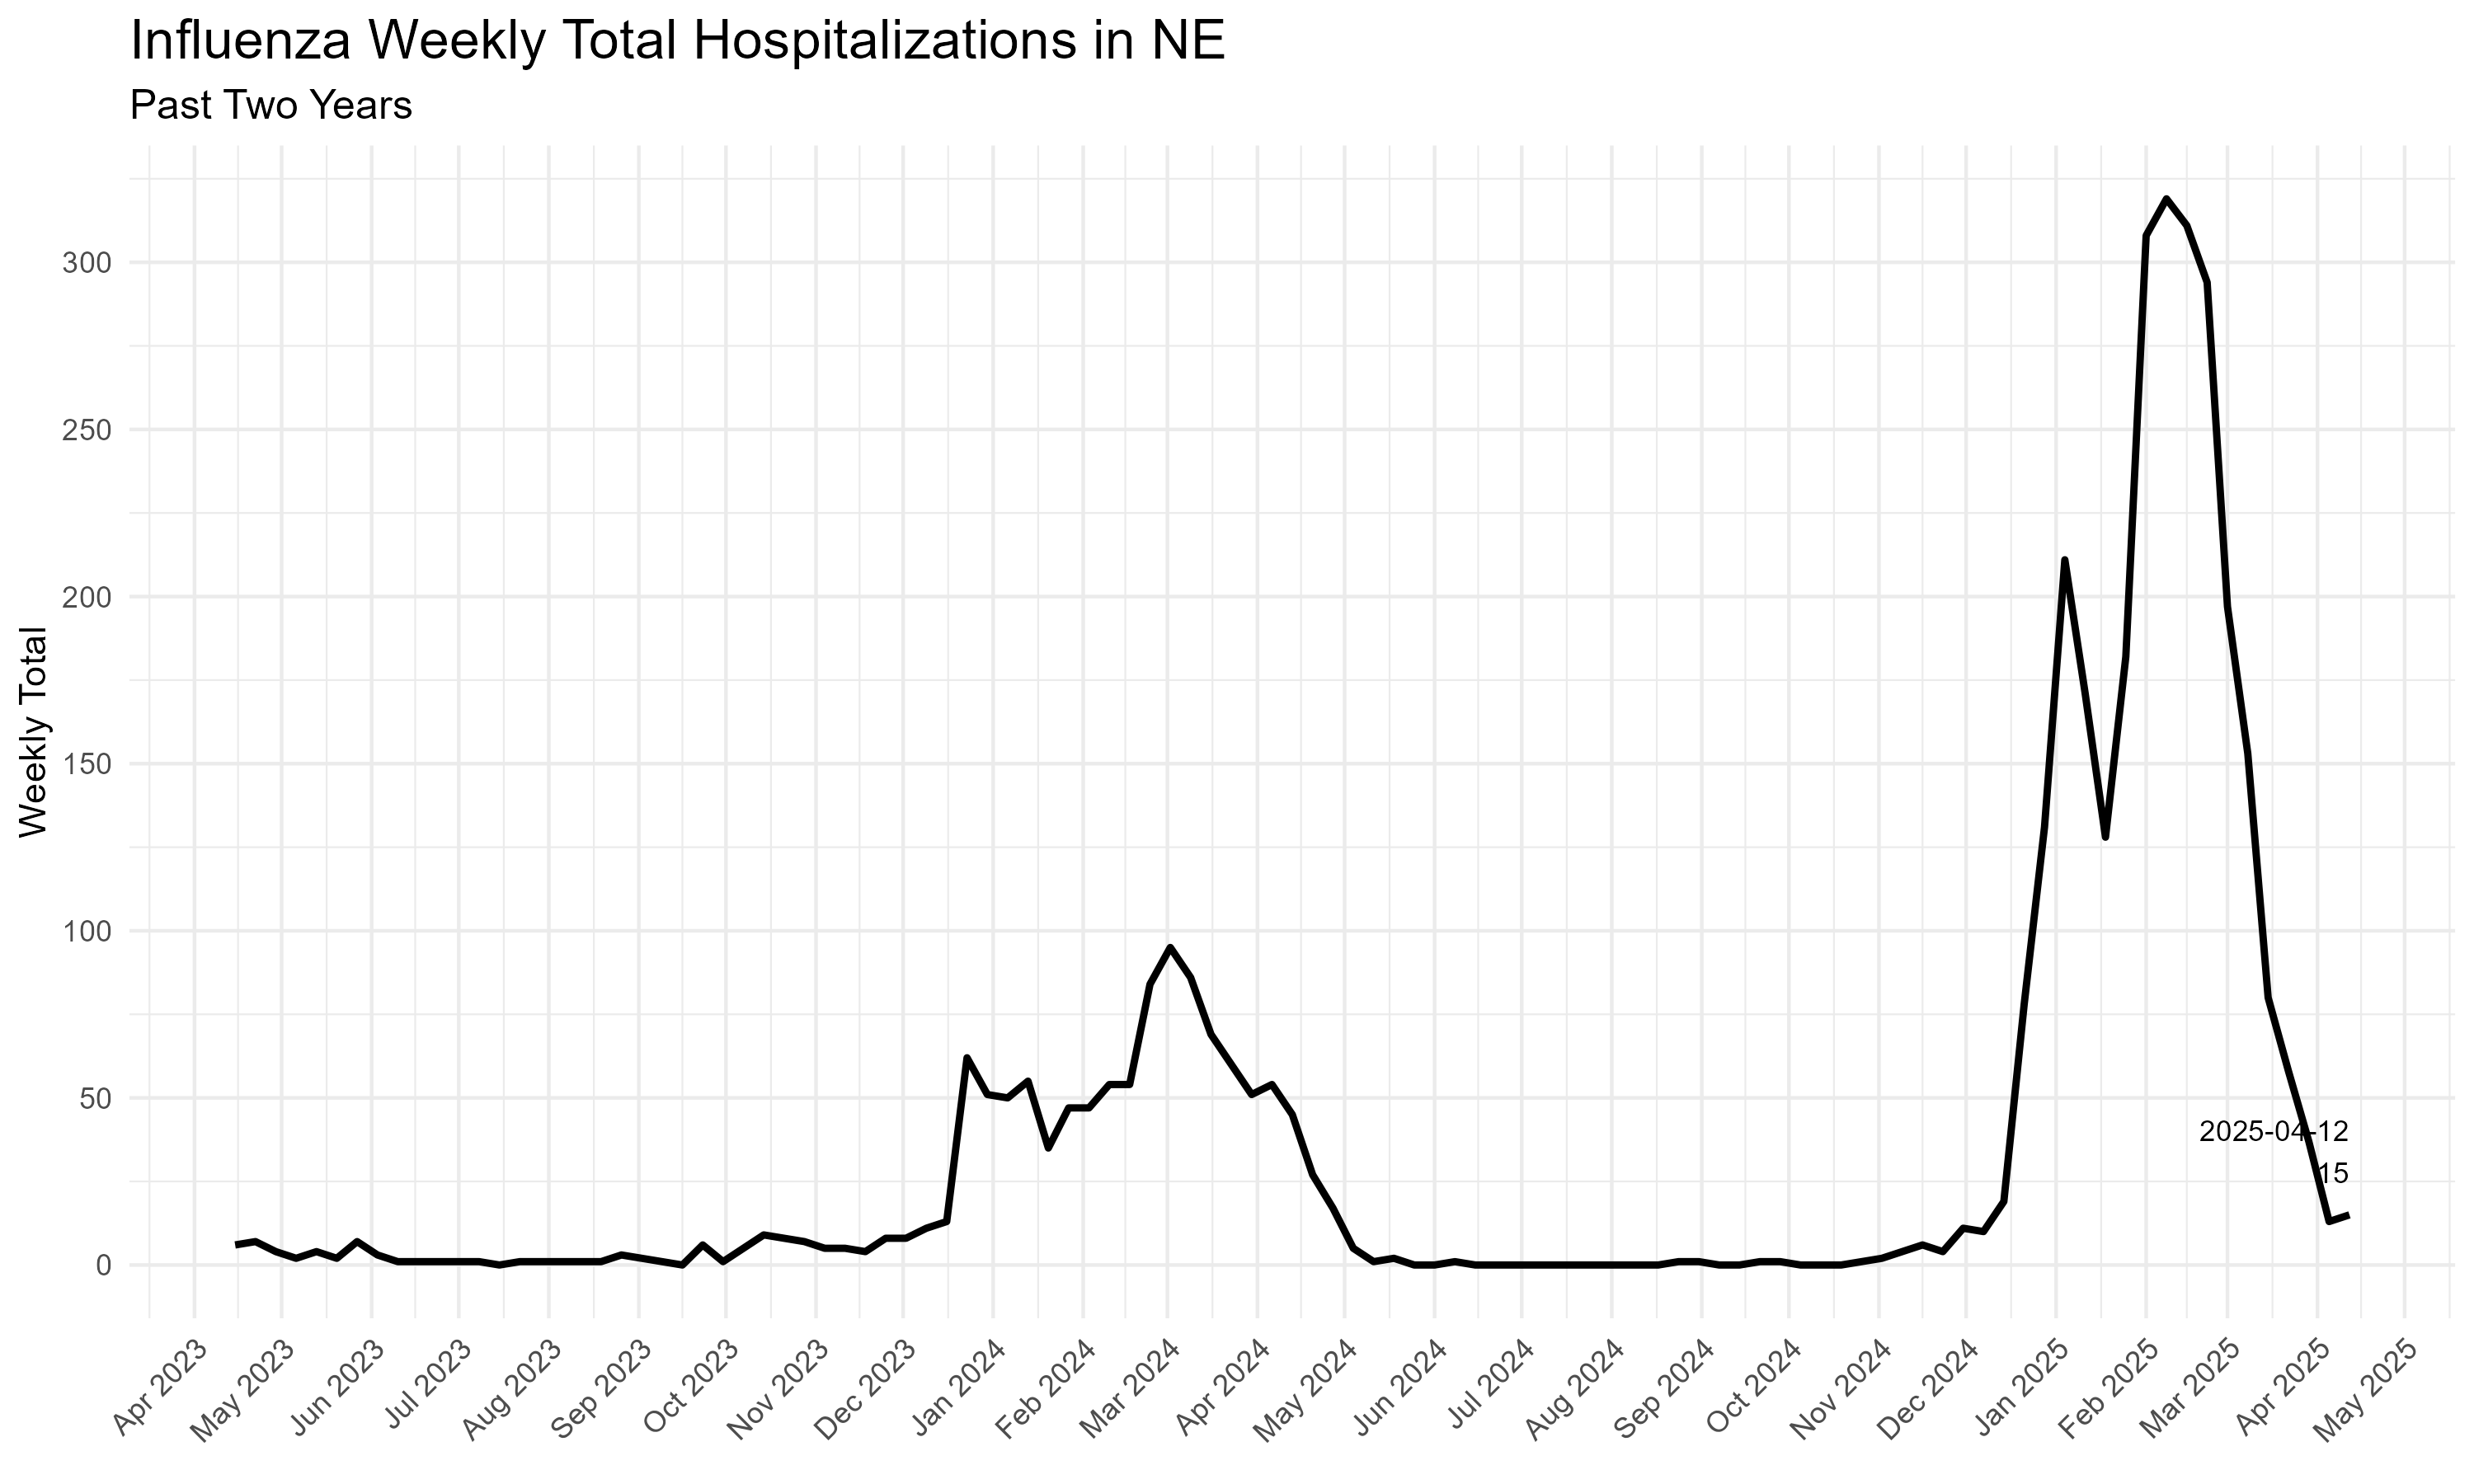 Influenza Weekly Total Hospitalizations in NE
Past Two Years
Weekly Total
300
250
200
150
100
50
0
2025-04-12
15
Apr 2023
May 2023
Jun 2023
Jul 2023
Aug 2023
Sep 2023
Oct 2023
Nov 2023
Dec 2023
Jan 2024
Feb 2024
Mar 2024
Apr 2024
May 2024
Jun 2024
Jul 2024
Aug 2024
Sep 2024
Oct 2024
Nov 2024
Dec 2024
Jan 2025
Feb 2025
Mar 2025
Apr 2025
May 2025